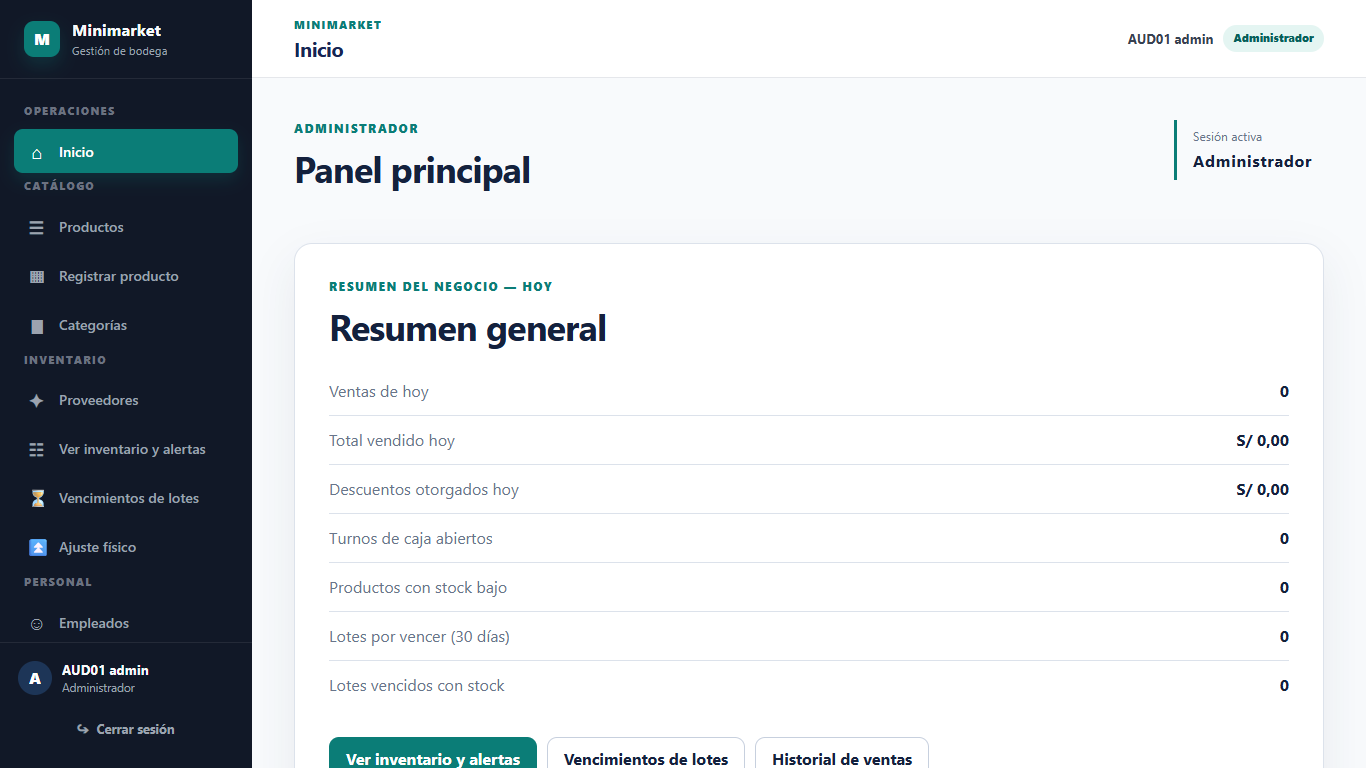 M
Minimarket
Gestión de bodega
OPERACIONES
Inicio
CATÁLOGO
Productos
Registrar producto
Categorías
INVENTARIO
Proveedores
Ver inventario y alertas
Vencimientos de lotes
Ajuste físico
PERSONAL
Empleados
A
AUD01 admin
Administrador
Cerrar sesión
MINIMARKET
Inicio
AUD01 admin
Administrador
ADMINISTRADOR
Panel principal
Sesión activa
Administrador
RESUMEN DEL NEGOCIO — HOY
Resumen general
Ventas de hoy 0
Total vendido hoy S/ 0,00
Descuentos otorgados hoy S/ 0,00
Turnos de caja abiertos 0
Productos con stock bajo 0
Lotes por vencer (30 días) 0
Lotes vencidos con stock 0
Ver inventario y alertas
Vencimientos de lotes
Historial de ventas